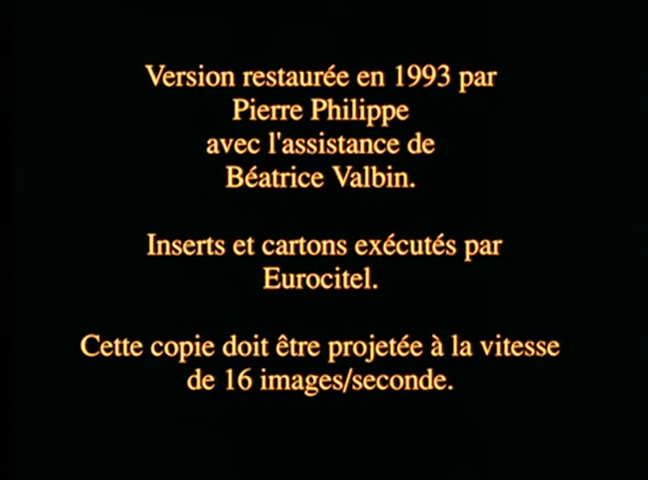 Version restaurée en 1993 par
Pierre Philippe
avec l'assistance de
Béatrice Valbin.
Inserts et cartons exécutés par
Eurocitel.
Cette copie doit être projetée à la vitesse
de 16 images/seconde.